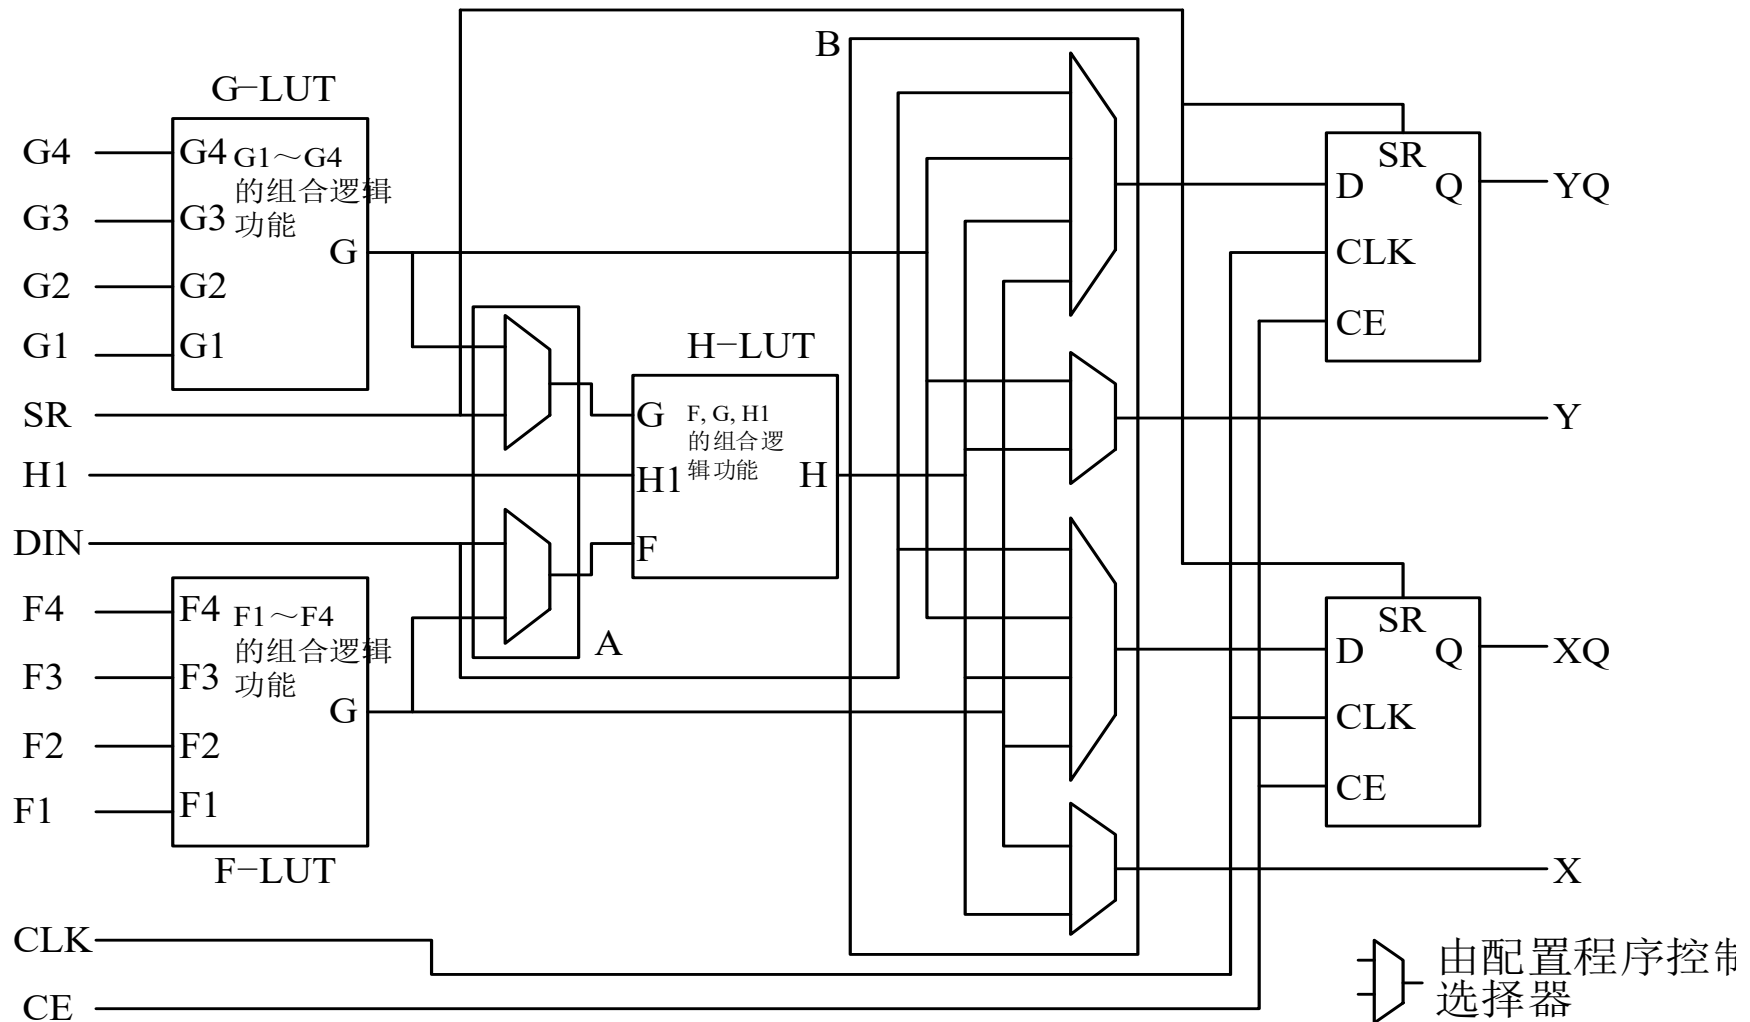 B
G-LUT
G4
G4
G1～G4
的组合逻辑
功能
G3
G3
G
G2
G2
G1
G1
SR
H1
DIN
A
H-LUT
G
F, G, H1
的组合逻
辑功能
H1
H
F
F4
F4
F1～F4
的组合逻辑
功能
F3
F3
G
F2
F2
F1
F1
F-LUT
CLK
CE
SR
D
Q
YQ
CLK
CE
Y
SR
D
Q
XQ
CLK
CE
X
由配置程序控制
选择器